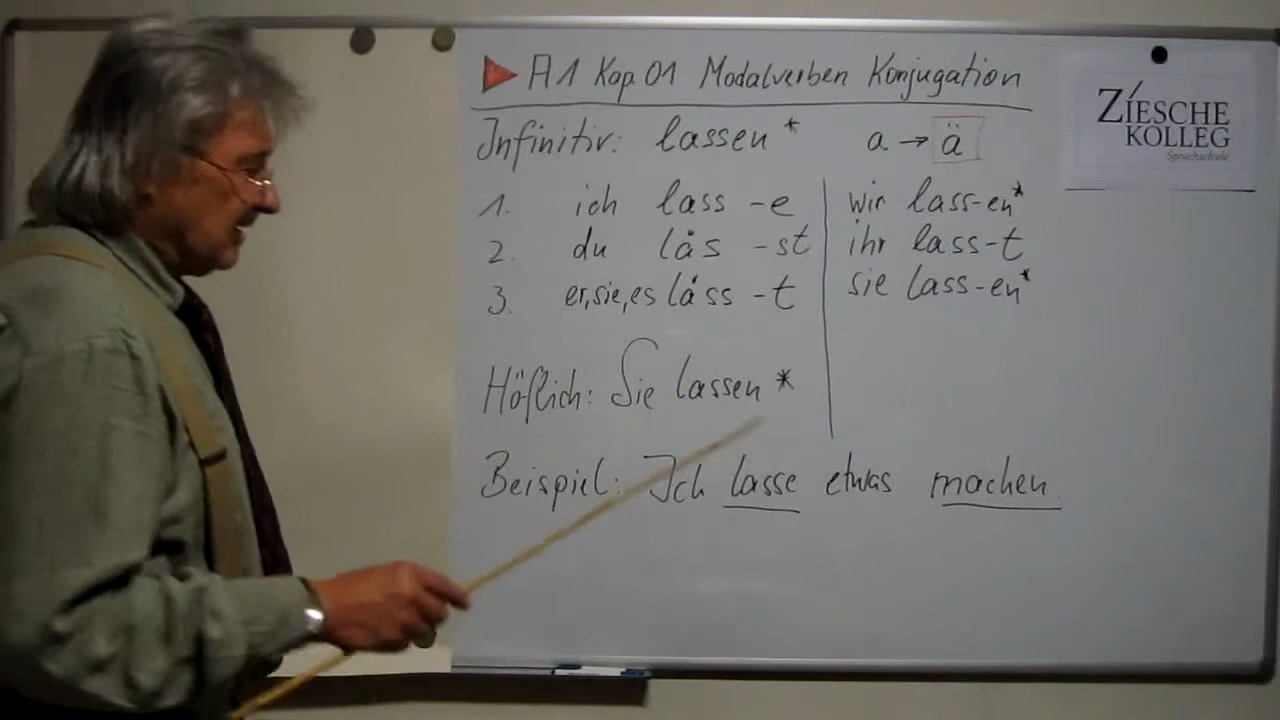 A1 Kap. 01 Modalverben Konjugation
Infinitiv: lassen* a → ä
1. ich lass -e wir lass-en*
2. du läs -st ihr lass-t
3. er,sie,es läss -t sie lass-en*
Höflich: Sie lassen *
Beispiel: Ich lasse etwas machen.
ZIESCHE
KOLLEG
Sprachschule